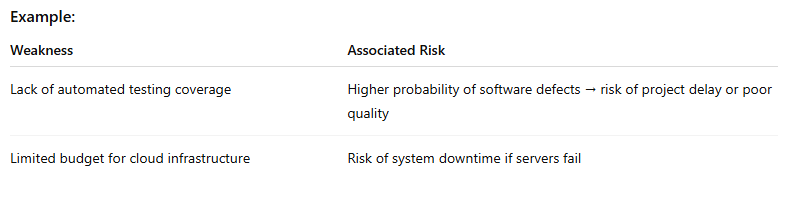 Example:
Weakness Associated Risk
Lack of automated testing coverage Higher probability of software defects → risk of project delay or poor
quality
Limited budget for cloud infrastructure Risk of system downtime if servers fail